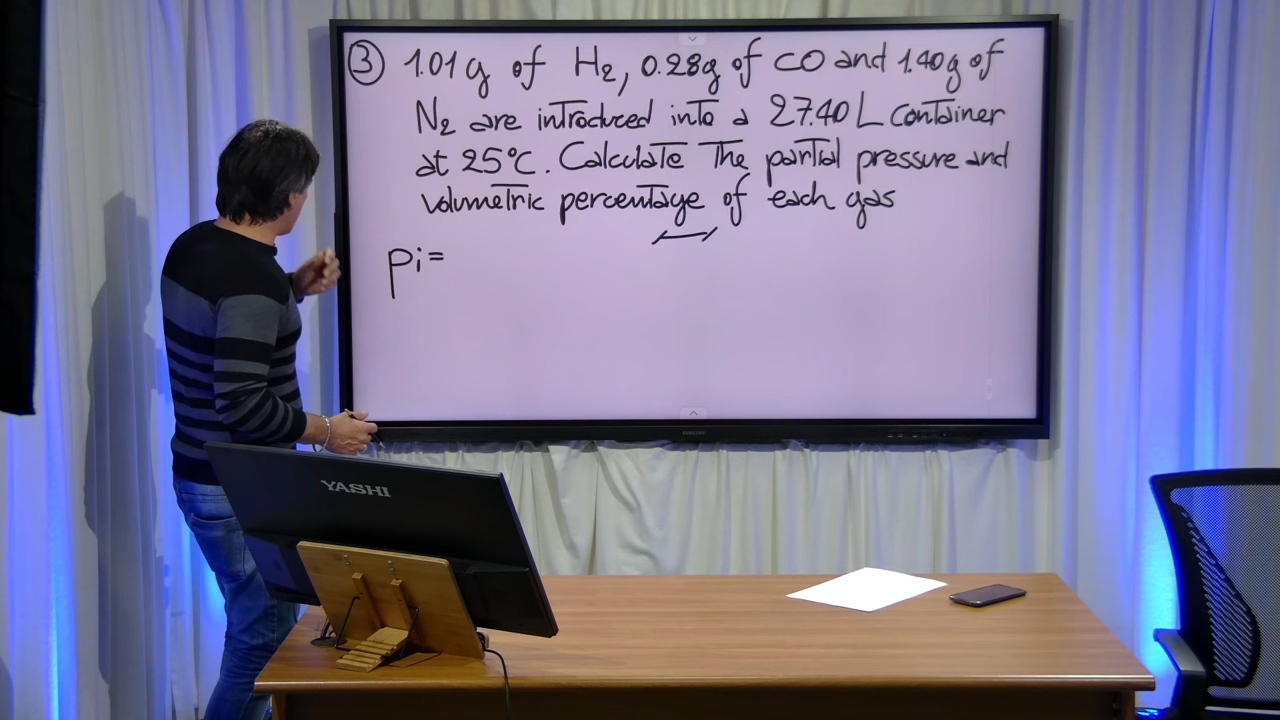 ③ 1.01 g of H₂, 0.28g of CO and 1.40g of
N₂ are introduced into a 27.40 L container
at 25°C. Calculate the partial pressure and
volumetric percentage of each gas
pi=
SAMSUNG
YASHI